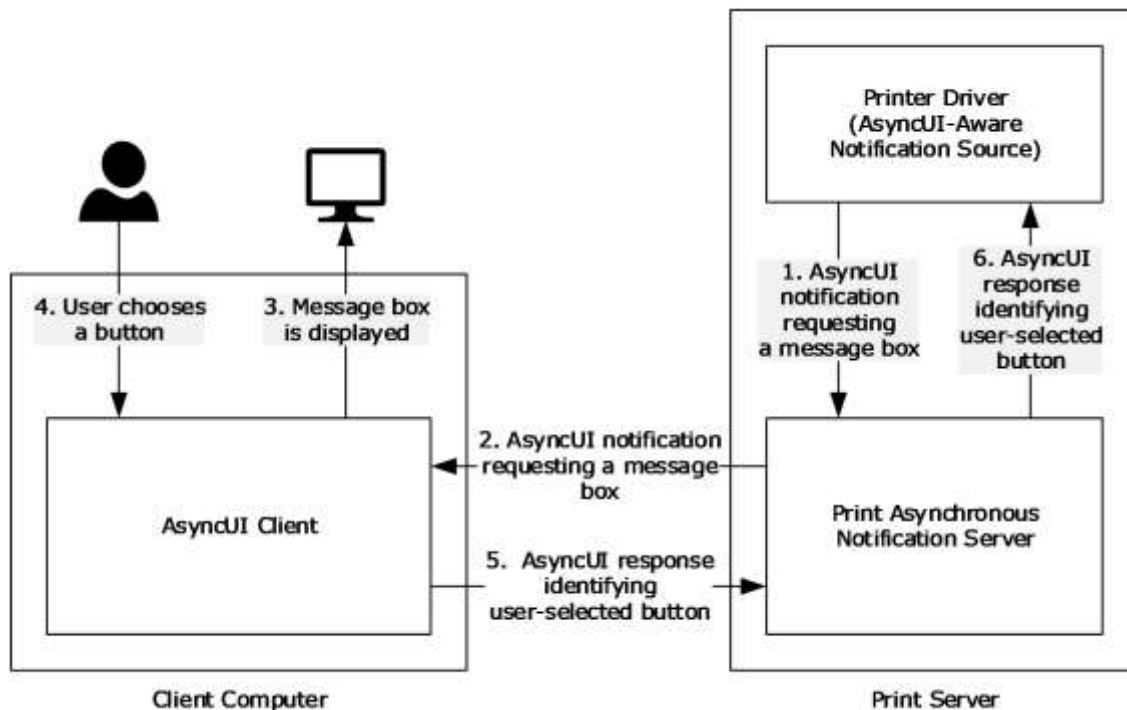 Printer Driver
(AsyncUI-Aware
Notification Source)
4. User chooses
a button
3. Message box
is displayed
1. AsyncUI
notification
requesting
a message box
6. AsyncUI
response
identifying
user-selected
button
2. AsyncUI notification
requesting a message
box
AsyncUI Client
Print Asynchronous
Notification Server
5. AsyncUI response
identifying
user-selected button
Client Computer
Print Server